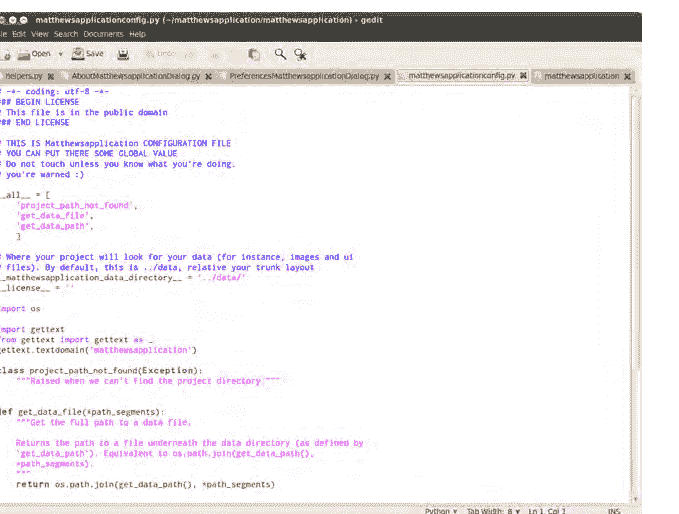 matthewsapplicationconfig.py (~/matthewsapplication/matthewsapplication) - gedit
Edit View Search Documents Help
Open Save Undo
helpers.py AboutMatthewsapplicationDialog.py PreferencesMatthewsapplicationDialog.py matthewsapplicationconfig.py matthewsapplication
# -*- coding: utf-8 -*-
### BEGIN LICENSE
# This file is in the public domain
### END LICENSE
# THIS IS Matthewsapplication CONFIGURATION FILE
# YOU CAN PUT THERE SOME GLOBAL VALUE
# Do not touch unless you know what you're doing.
# you're warned :)
__all__ = [
'project_path_not_found',
'get_data_file',
'get_data_path',
]
# Where your project will look for your data (for instance, images and ui
# files). By default, this is ../data, relative your trunk layout
__matthewsapplication_data_directory__ = '../data/'
__license__ = ''
import os
import gettext
from gettext import gettext as _
gettext.textdomain('matthewsapplication')
class project_path_not_found(Exception):
"""Raised when we can't find the project directory."""
def get_data_file(*path_segments):
"""Get the full path to a data file.
Returns the path to a file underneath the data directory (as defined by
`get_data_path`). Equivalent to os.path.join(get_data_path(),
*path_segments).
"""
return os.path.join(get_data_path(), *path_segments)
Python Tab Width: 8 Ln 1, Col 1 INS